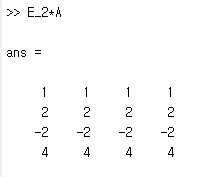 >> E_2*A
ans =
1 1 1 1
2 2 2 2
-2 -2 -2 -2
4 4 4 4